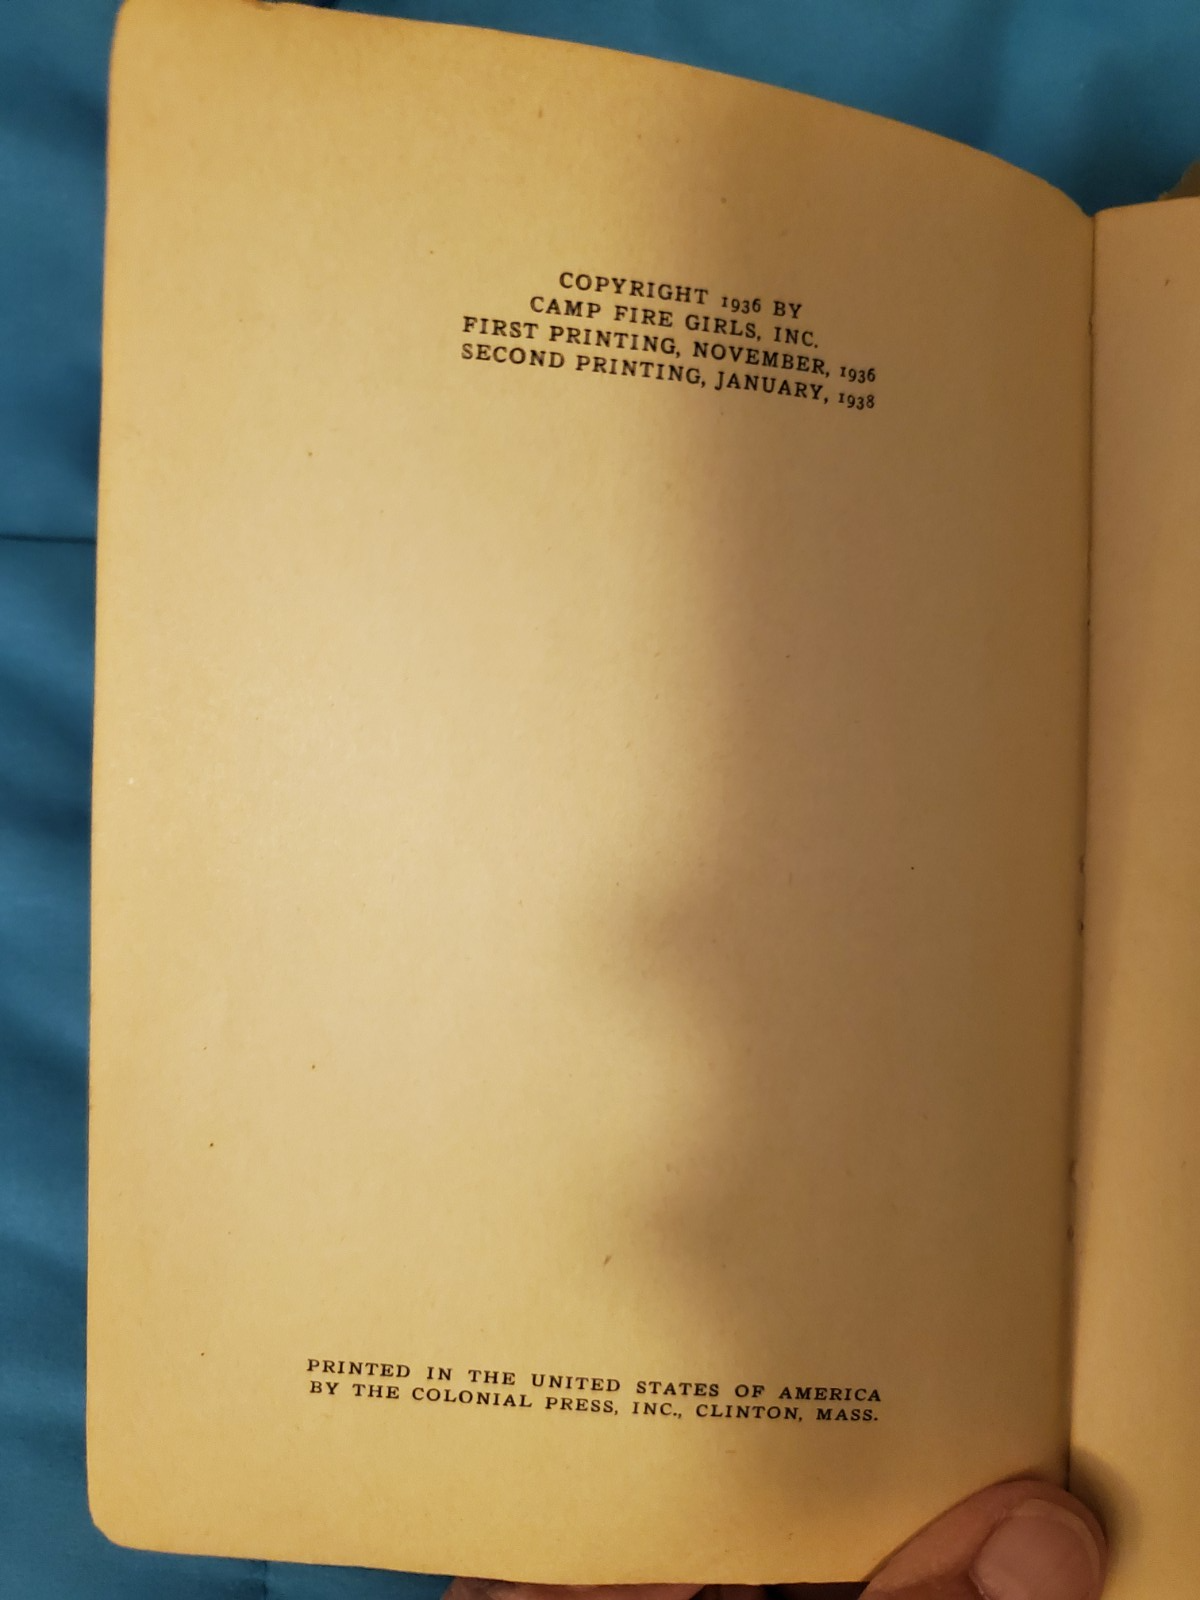 COPYRIGHT 1936 BY
CAMP FIRE GIRLS, INC.
FIRST PRINTING, NOVEMBER, 1936
SECOND PRINTING, JANUARY, 1938
PRINTED IN THE UNITED STATES OF AMERICA
BY THE COLONIAL PRESS, INC., CLINTON, MASS.